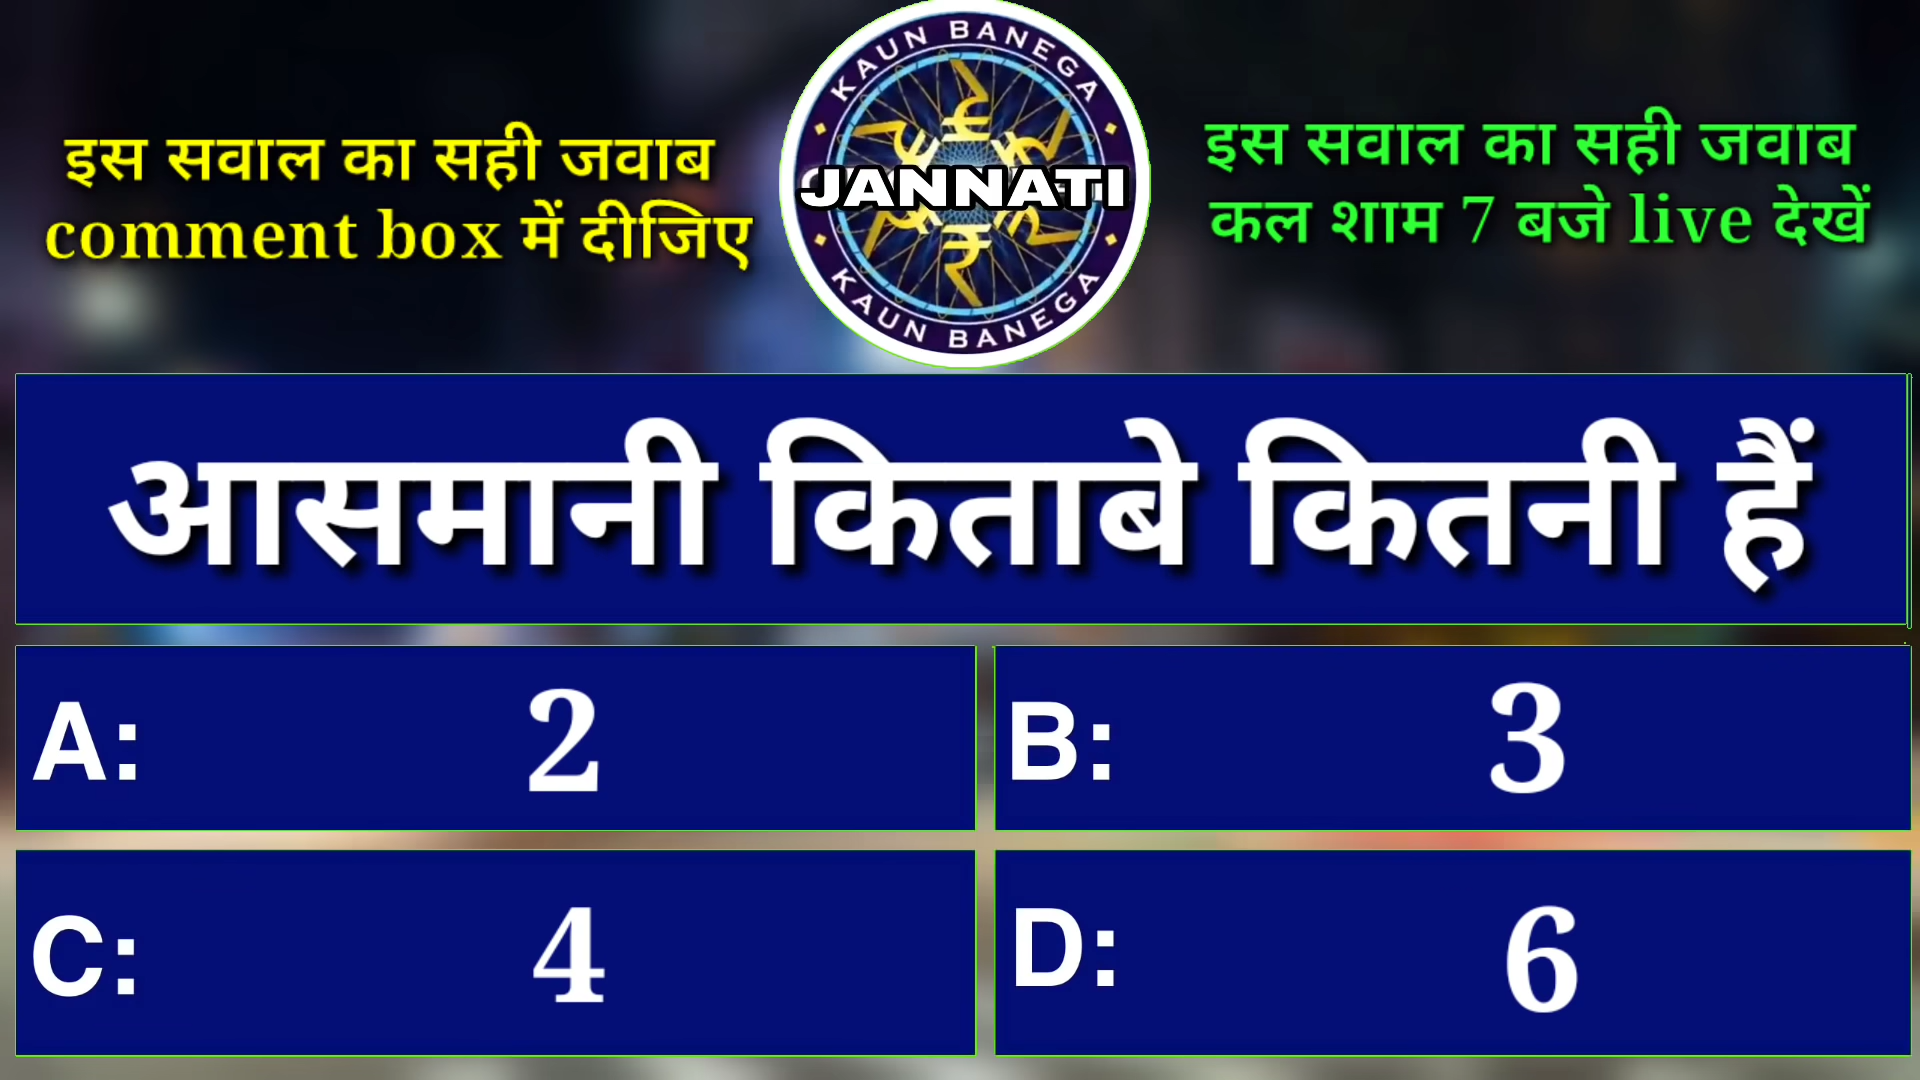 KAUN BANEGA
JANNATI
KAUN BANEGA
इस सवाल का सही जवाब
comment box में दीजिए
इस सवाल का सही जवाब
कल शाम 7 बजे live देखें
आसमानी किताबे कितनी हैं
A: 2
B: 3
C: 4
D: 6